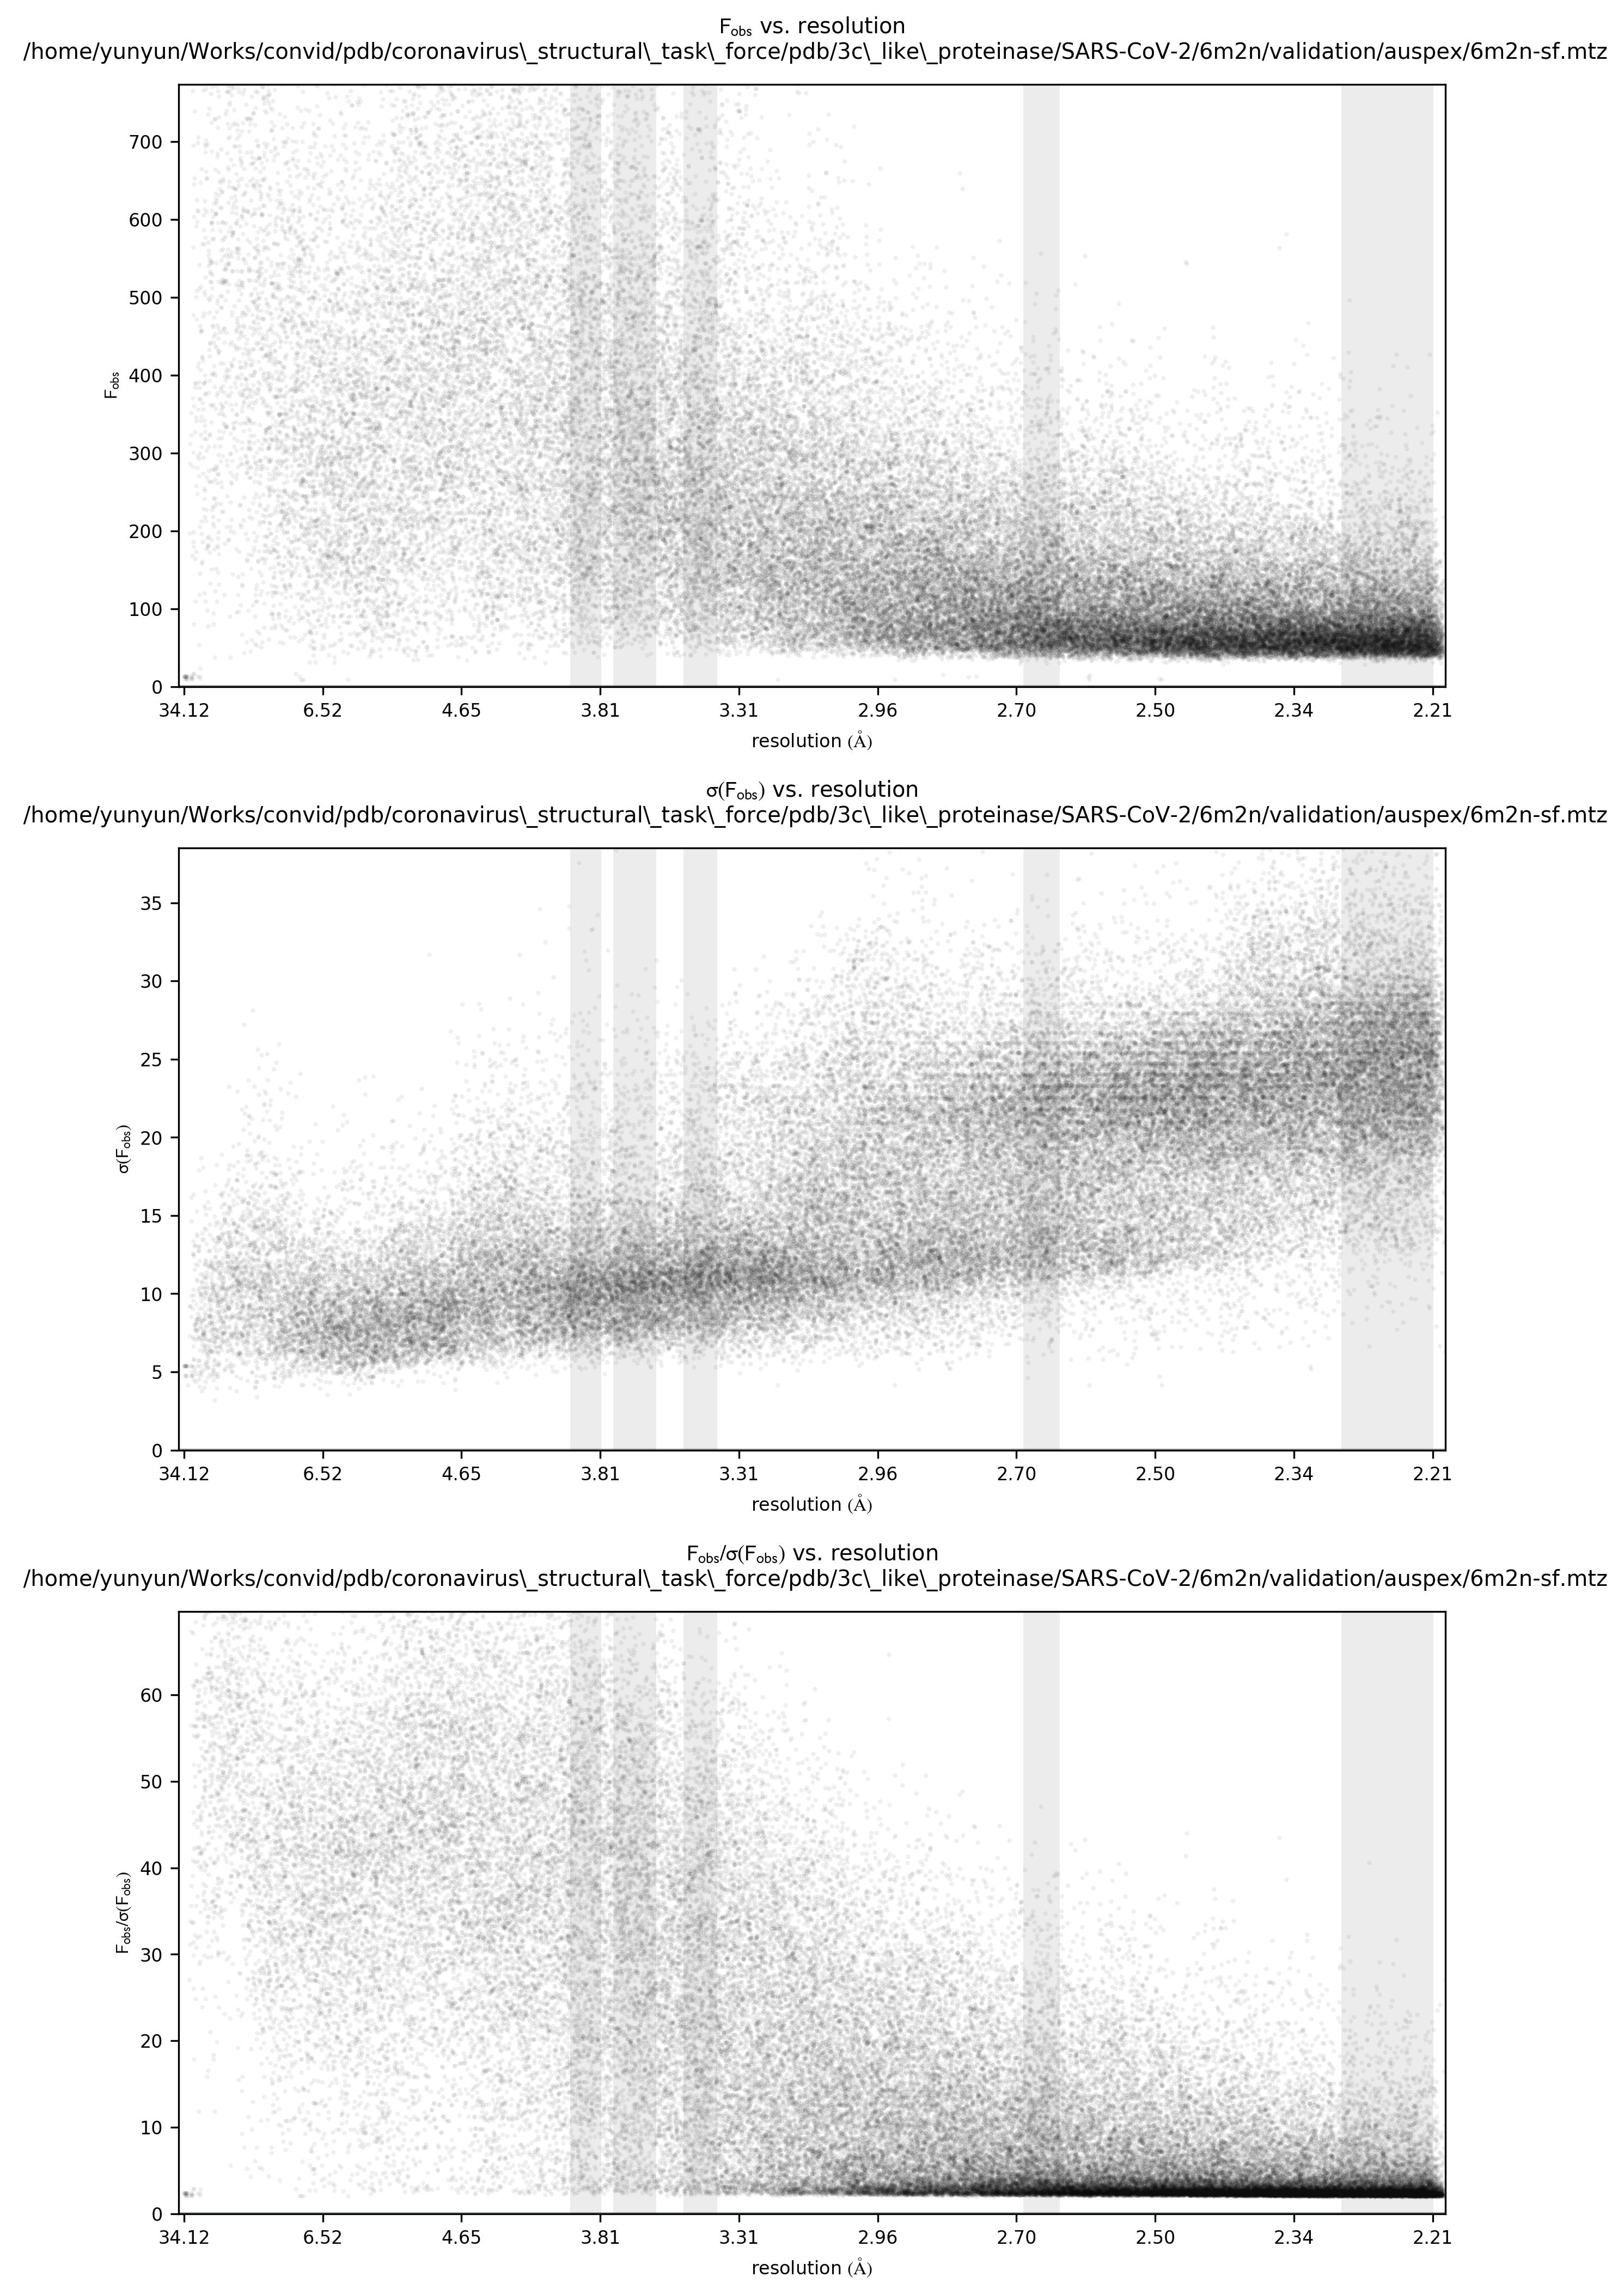 Fobs vs. resolution
/home/yunyun/Works/convid/pdb/coronavirus\_structural\_task\_force/pdb/3c\_like\_proteinase/SARS-CoV-2/6m2n/validation/auspex/6m2n-sf.mtz
700
600
500
400
300
200
100
0
Fobs
34.12 6.52 4.65 3.81 3.31 2.96 2.70 2.50 2.34 2.21
resolution (Å)
σ(Fobs) vs. resolution
/home/yunyun/Works/convid/pdb/coronavirus\_structural\_task\_force/pdb/3c\_like\_proteinase/SARS-CoV-2/6m2n/validation/auspex/6m2n-sf.mtz
35
30
25
20
15
10
5
0
σ(Fobs)
34.12 6.52 4.65 3.81 3.31 2.96 2.70 2.50 2.34 2.21
resolution (Å)
Fobs/σ(Fobs) vs. resolution
/home/yunyun/Works/convid/pdb/coronavirus\_structural\_task\_force/pdb/3c\_like\_proteinase/SARS-CoV-2/6m2n/validation/auspex/6m2n-sf.mtz
60
50
40
30
20
10
0
Fobs/σ(Fobs)
34.12 6.52 4.65 3.81 3.31 2.96 2.70 2.50 2.34 2.21
resolution (Å)